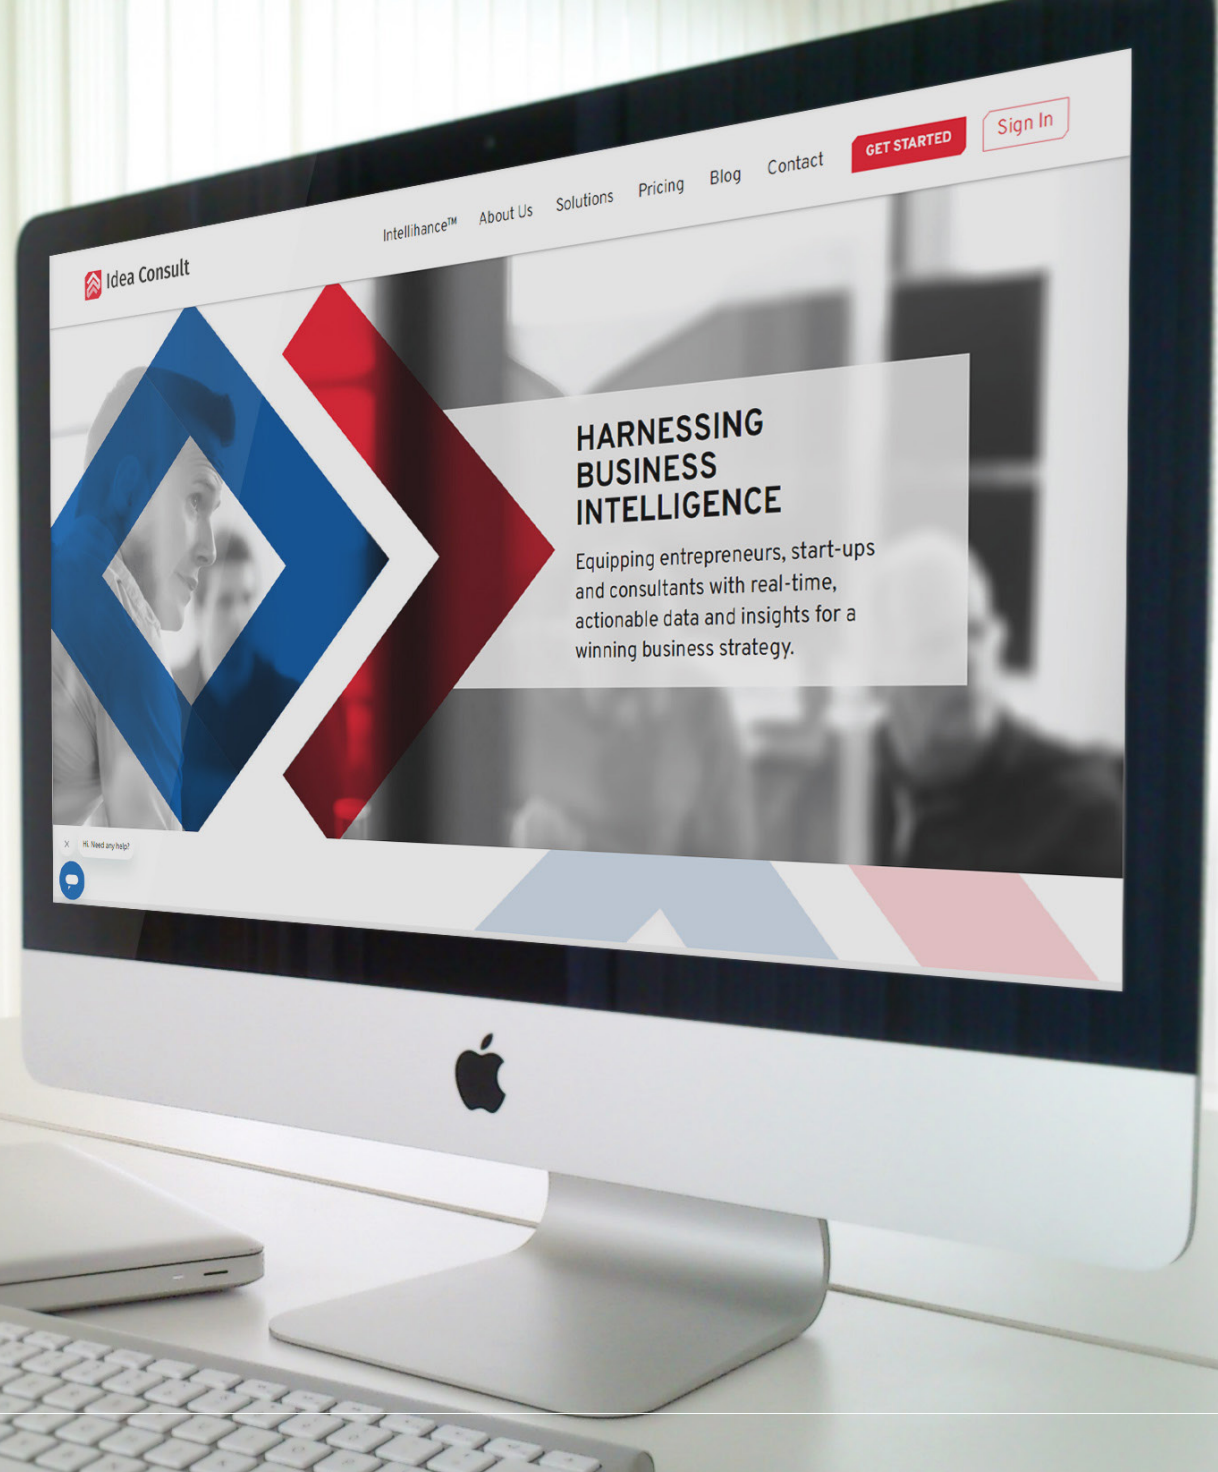 Idea Consult
Intellihance™ About Us Solutions Pricing Blog Contact GET STARTED Sign In
HARNESSING
BUSINESS
INTELLIGENCE
Equipping entrepreneurs, start-ups
and consultants with real-time,
actionable data and insights for a
winning business strategy.
Hi. Need any help?